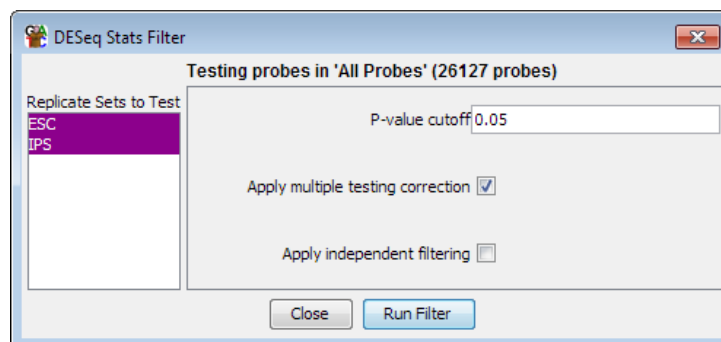 DESeq Stats Filter
Testing probes in 'All Probes' (26127 probes)
Replicate Sets to Test
ESC
IPS
P-value cutoff 0.05
Apply multiple testing correction
Apply independent filtering
Close
Run Filter